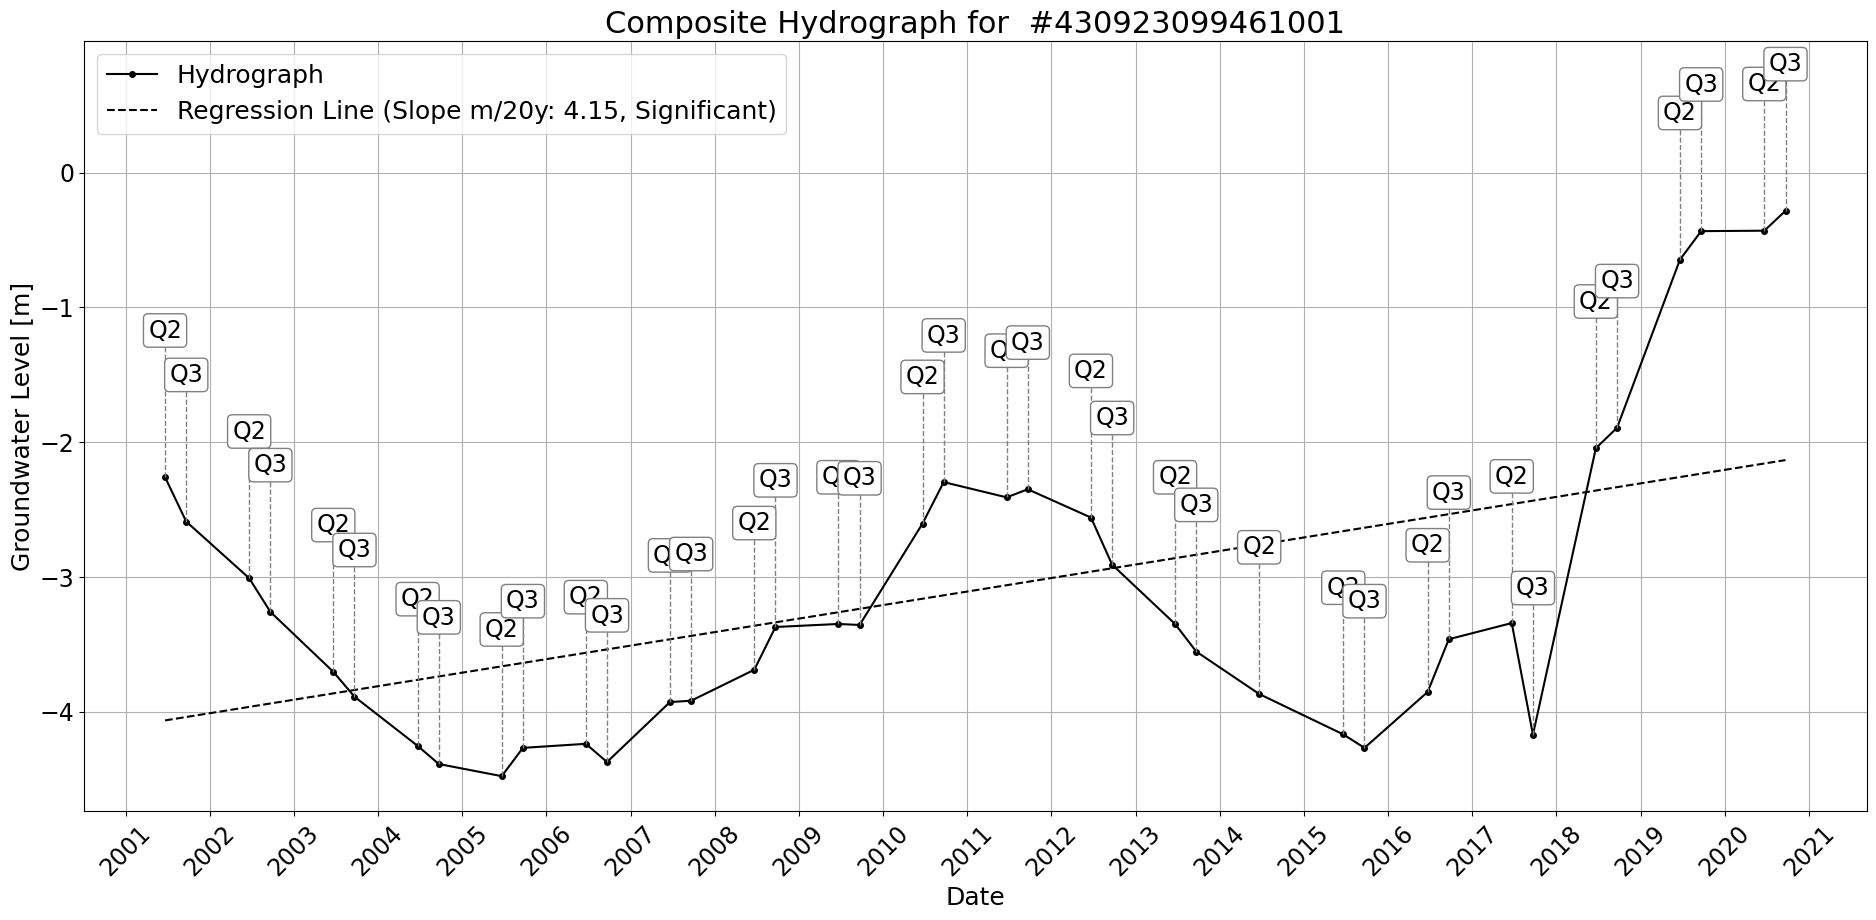 Composite Hydrograph for  #430923099461001
Hydrograph
Regression Line (Slope m/20y: 4.15, Significant)
Groundwater Level [m]
0
−1
−2
−3
−4
Q2
Q3
Q2
Q3
Q2
Q3
Q2
Q3
Q2
Q3
Q2
Q3
Q3
Q2
Q3
Q3
Q2
Q3
Q3
Q2
Q3
Q2
Q3
Q2
Q2
Q3
Q2
Q3
Q2
Q3
Q2
Q3
Q2
Q3
Q2
Q3
2001
2002
2003
2004
2005
2006
2007
2008
2009
2010
2011
2012
2013
2014
2015
2016
2017
2018
2019
2020
2021
Date